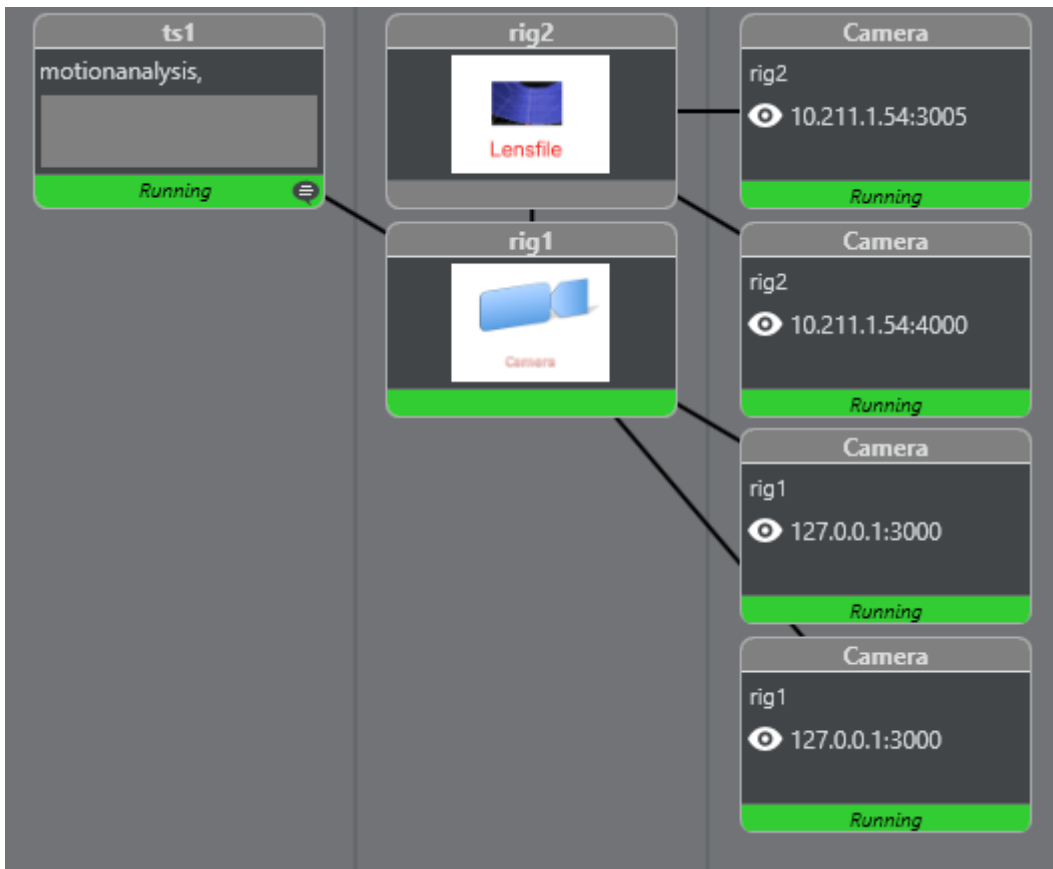 ts1
motionanalysis,
Running
rig2
Lensfile
rig1
Camera
Camera
rig2
10.211.1.54:3005
Running
Camera
rig2
10.211.1.54:4000
Running
Camera
rig1
127.0.0.1:3000
Running
Camera
rig1
127.0.0.1:3000
Running